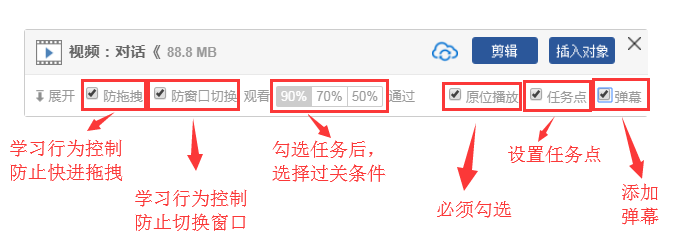 视频：对话《 88.8 MB 剪辑 插入对象
展开 防拖拽 防窗口切换 观看 90% 70% 50% 通过 原位播放 任务点 弹幕
学习行为控制
防止快进拖拽
学习行为控制
防止切换窗口
勾选任务后，
选择过关条件
必须勾选
设置任务点
添加
弹幕